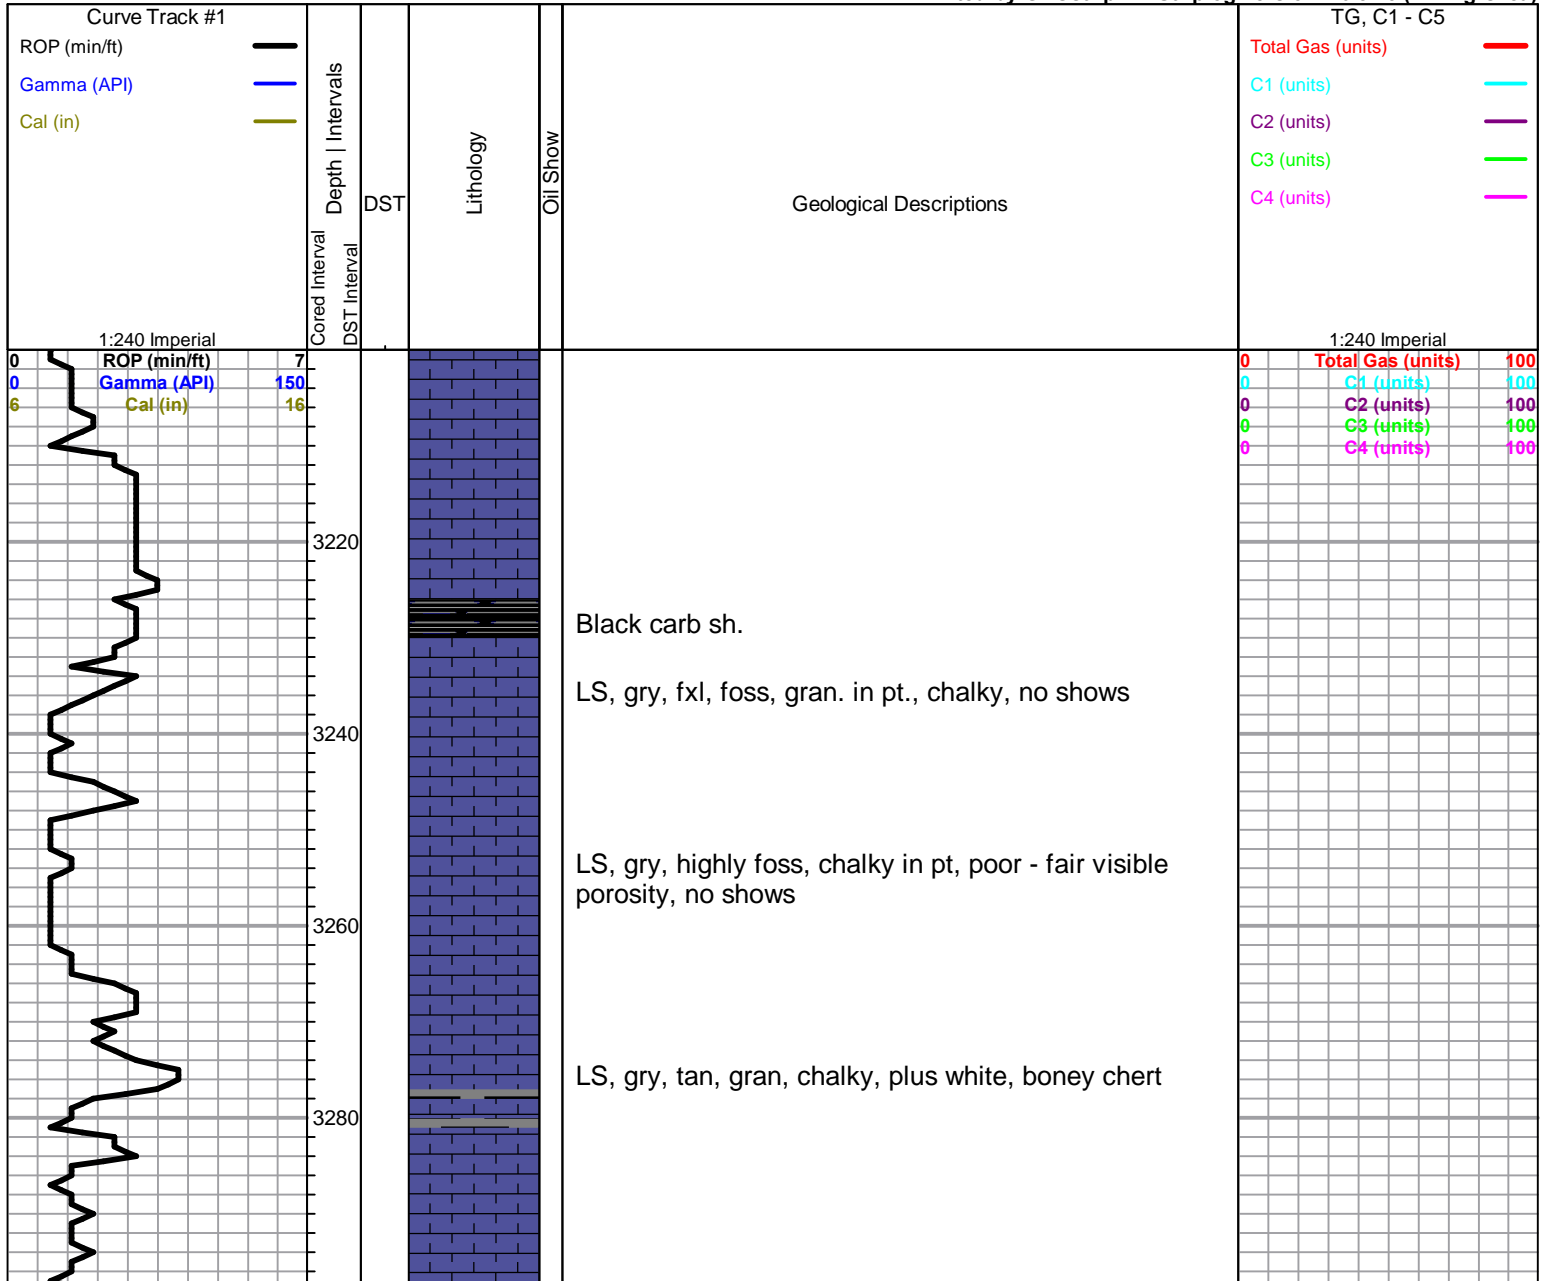 Curve Track #1
ROP (min/ft)
Gamma (API)
Cal (in)
1:240 Imperial
Depth | Intervals
Cored Interval
DST Interval
DST
Lithology
Oil Show
Geological Descriptions
TG, C1 - C5
Total Gas (units)
C1 (units)
C2 (units)
C3 (units)
C4 (units)
1:240 Imperial
0 ROP (min/ft) 7
0 Gamma (API) 150
6 Cal (in) 16
0 Total Gas (units) 100
0 C1 (units) 100
0 C2 (units) 100
0 C3 (units) 100
0 C4 (units) 100
3220
Black carb sh.
LS, gry, fxl, foss, gran. in pt., chalky, no shows
3240
LS, gry, highly foss, chalky in pt, poor - fair visible
porosity, no shows
3260
LS, gry, tan, gran, chalky, plus white, boney chert
3280